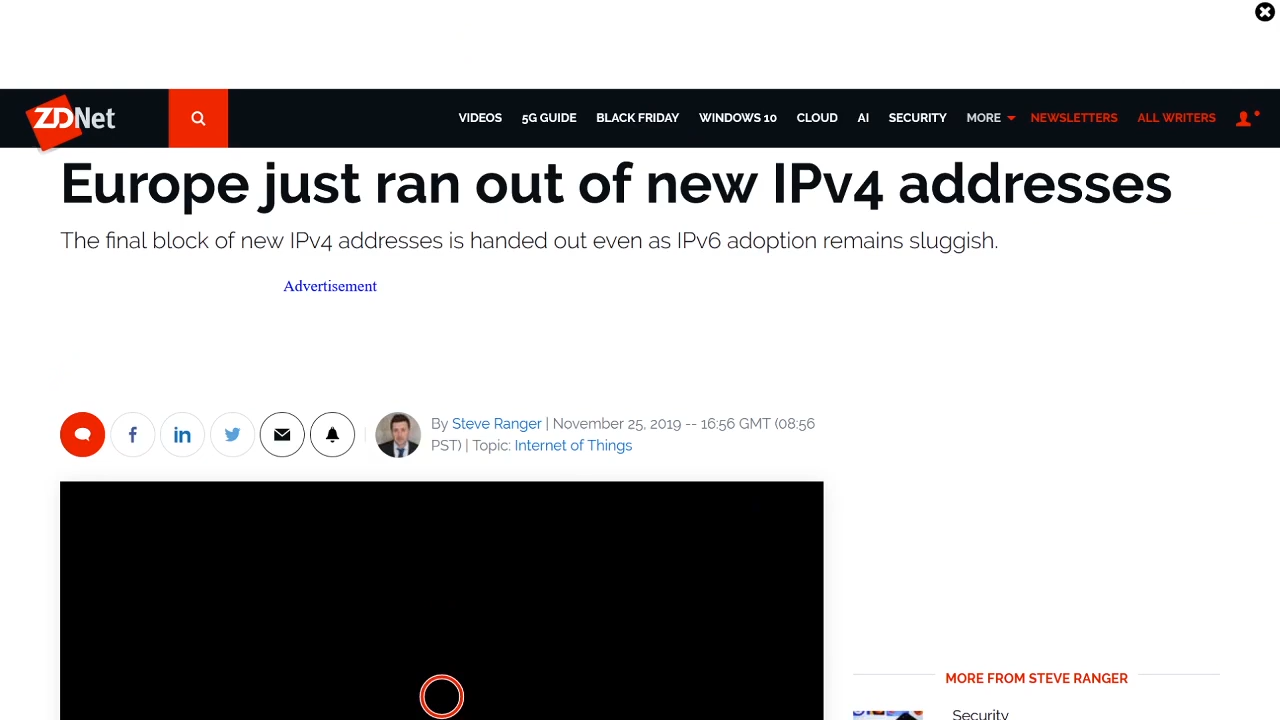 ZDNet
VIDEOS 5G GUIDE BLACK FRIDAY WINDOWS 10 CLOUD AI SECURITY MORE NEWSLETTERS ALL WRITERS
Europe just ran out of new IPv4 addresses
The final block of new IPv4 addresses is handed out even as IPv6 adoption remains sluggish.
Advertisement
By Steve Ranger | November 25, 2019 -- 16:56 GMT (08:56
PST) | Topic: Internet of Things
MORE FROM STEVE RANGER
Security